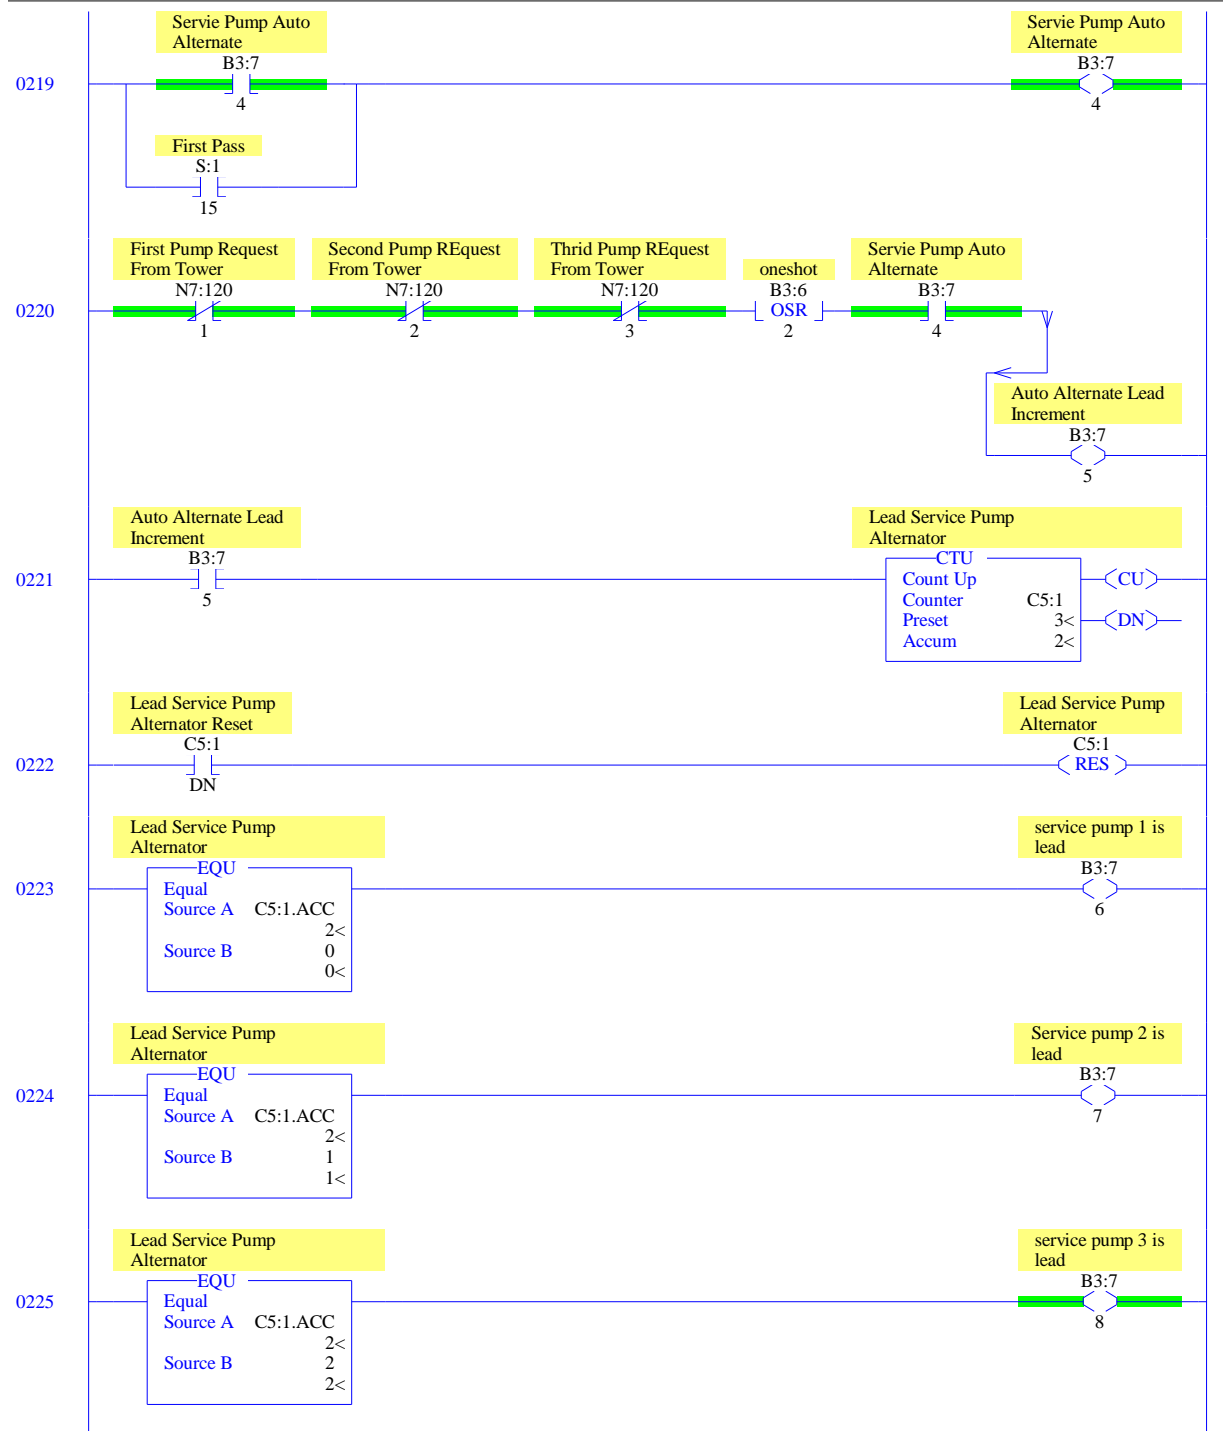 Servie Pump Auto
Alternate
B3:7
4
Servie Pump Auto
Alternate
B3:7
4
0219
First Pass
S:1
15
First Pump Request
From Tower
N7:120
1
Second Pump REquest
From Tower
N7:120
2
Thrid Pump REquest
From Tower
N7:120
3
oneshot
B3:6
OSR
2
Servie Pump Auto
Alternate
B3:7
4
0220
Auto Alternate Lead
Increment
B3:7
5
Auto Alternate Lead
Increment
B3:7
5
0221
Lead Service Pump
Alternator
CTU
Count Up
Counter C5:1
Preset 3<
Accum 2<
CU
DN
Lead Service Pump
Alternator Reset
C5:1
DN
0222
Lead Service Pump
Alternator
C5:1
RES
Lead Service Pump
Alternator
EQU
Equal
Source A C5:1.ACC
2<
Source B 0
0<
0223
service pump 1 is
lead
B3:7
6
Lead Service Pump
Alternator
EQU
Equal
Source A C5:1.ACC
2<
Source B 1
1<
0224
Service pump 2 is
lead
B3:7
7
Lead Service Pump
Alternator
EQU
Equal
Source A C5:1.ACC
2<
Source B 2
2<
0225
service pump 3 is
lead
B3:7
8